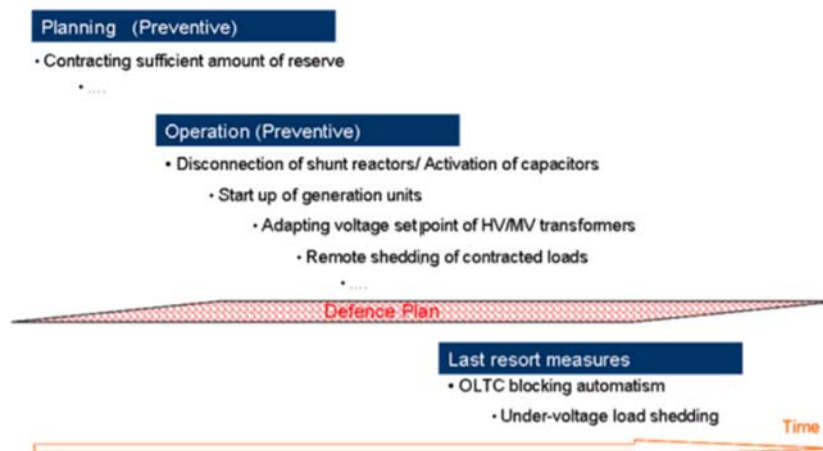 Planning (Preventive)
• Contracting sufficient amount of reserve
• ....
Operation (Preventive)
• Disconnection of shunt reactors/ Activation of capacitors
• Start up of generation units
• Adapting voltage setpoint of HV/MV transformers
• Remote shedding of contracted loads
• ....
Defence Plan
Last resort measures
• OLTC blocking automatism
• Under-voltage load shedding
Time